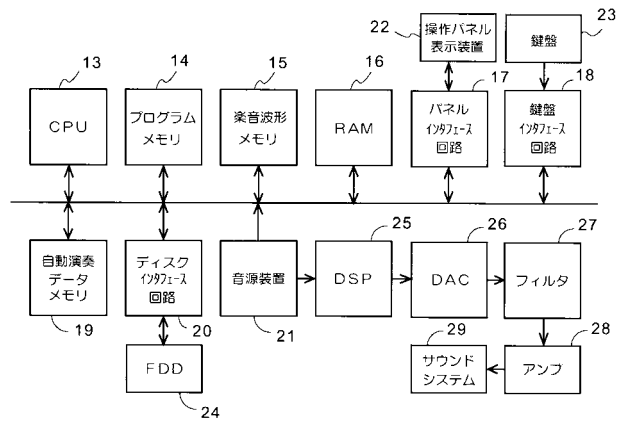 22
操作パネル
表示装置
鍵盤
23
13
14
15
16
17
18
CPU
プログラム
メモリ
楽音波形
メモリ
RAM
パネル
インタフェース
回路
鍵盤
インタフェース
回路
自動演奏
データ
メモリ
19
ディスク
インタフェース
回路
20
音源装置
21
25
DSP
26
DAC
27
フィルタ
FDD
24
29
サウンド
システム
アンプ
28